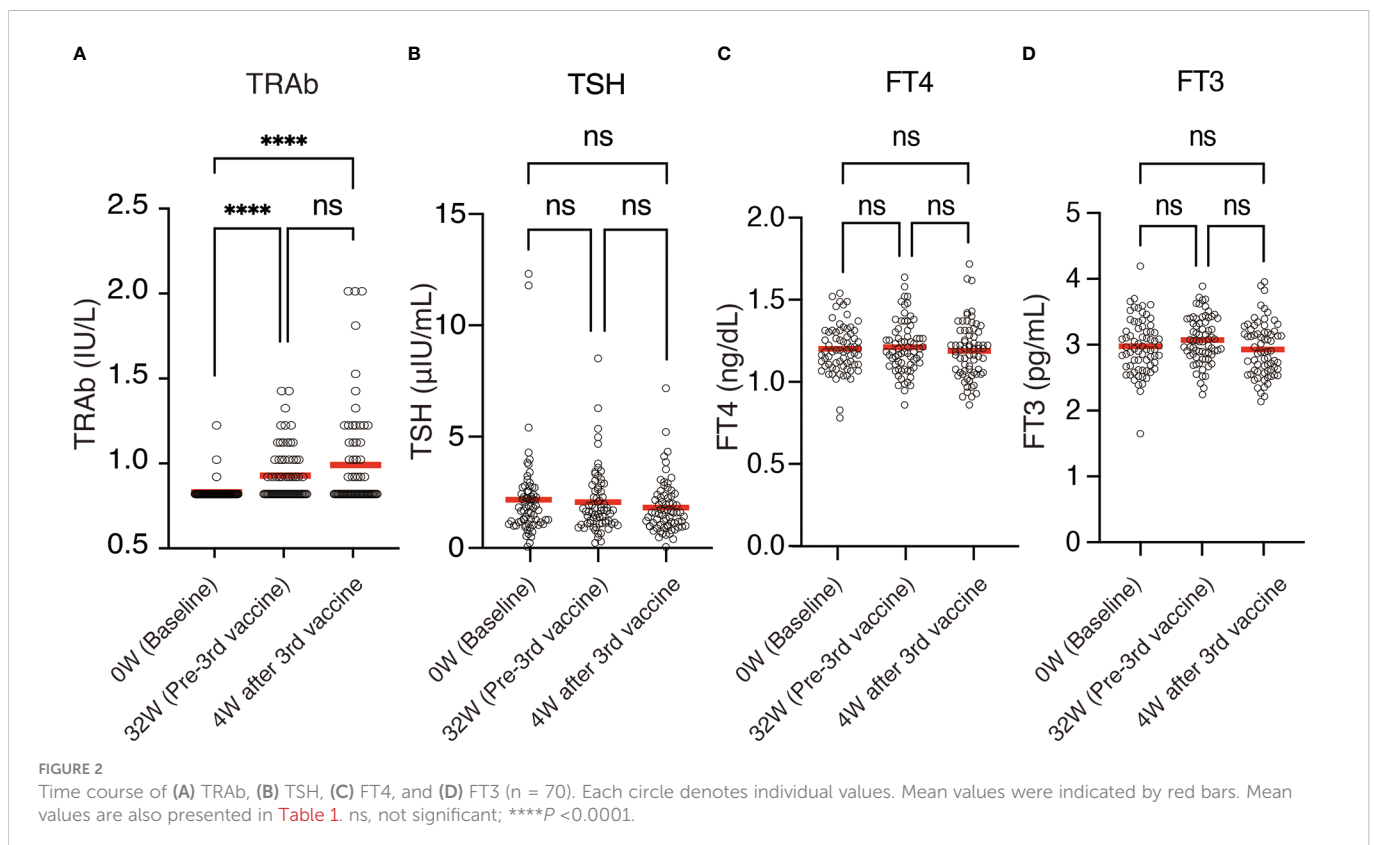 A
TRAb
****
****
ns
TRAb (IU/L)
2.5
2.0
1.5
1.0
0.5
0W (Baseline)
32W (Pre-3rd vaccine)
4W after 3rd vaccine
B
TSH
ns
ns
ns
TSH (μIU/mL)
15
10
5
0
0W (Baseline)
32W (Pre-3rd vaccine)
4W after 3rd vaccine
C
FT4
ns
ns
ns
FT4 (ng/dL)
2.0
1.5
1.0
0.5
0.0
0W (Baseline)
32W (Pre-3rd vaccine)
4W after 3rd vaccine
D
FT3
ns
ns
ns
FT3 (pg/mL)
5
4
3
2
1
0
0W (Baseline)
32W (Pre-3rd vaccine)
4W after 3rd vaccine
FIGURE 2
Time course of (A) TRAb, (B) TSH, (C) FT4, and (D) FT3 (n = 70). Each circle denotes individual values. Mean values were indicated by red bars. Mean
values are also presented in Table 1. ns, not significant; ****P <0.0001.